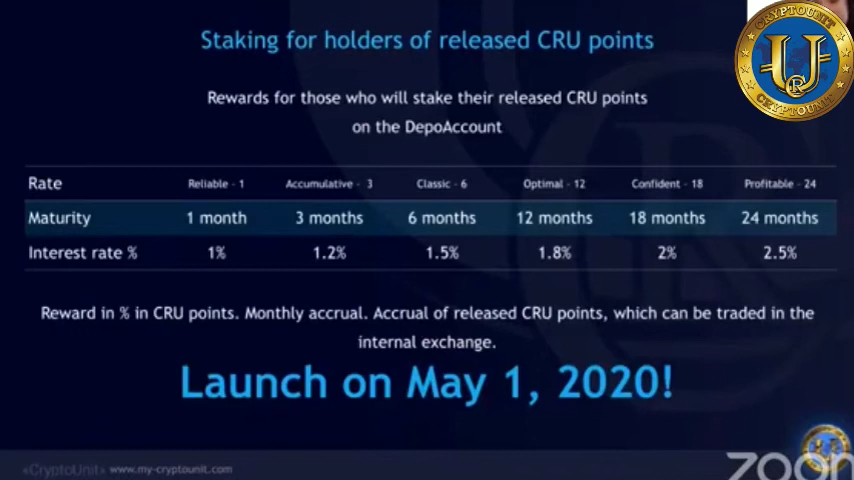 Staking for holders of released CRU points
CRYPTOUNIT
U
R
CRYPTOUNIT
Rewards for those who will stake their released CRU points
on the DepoAccount
Rate Reliable - 1 Accumulative - 3 Classic - 6 Optimal - 12 Confident - 18 Profitable - 24
Maturity 1 month 3 months 6 months 12 months 18 months 24 months
Interest rate % 1% 1.2% 1.5% 1.8% 2% 2.5%
Reward in % in CRU points. Monthly accrual. Accrual of released CRU points, which can be traded in the
internal exchange.
Launch on May 1, 2020!
«CryptoUnit» www.my-cryptounit.com
zoom